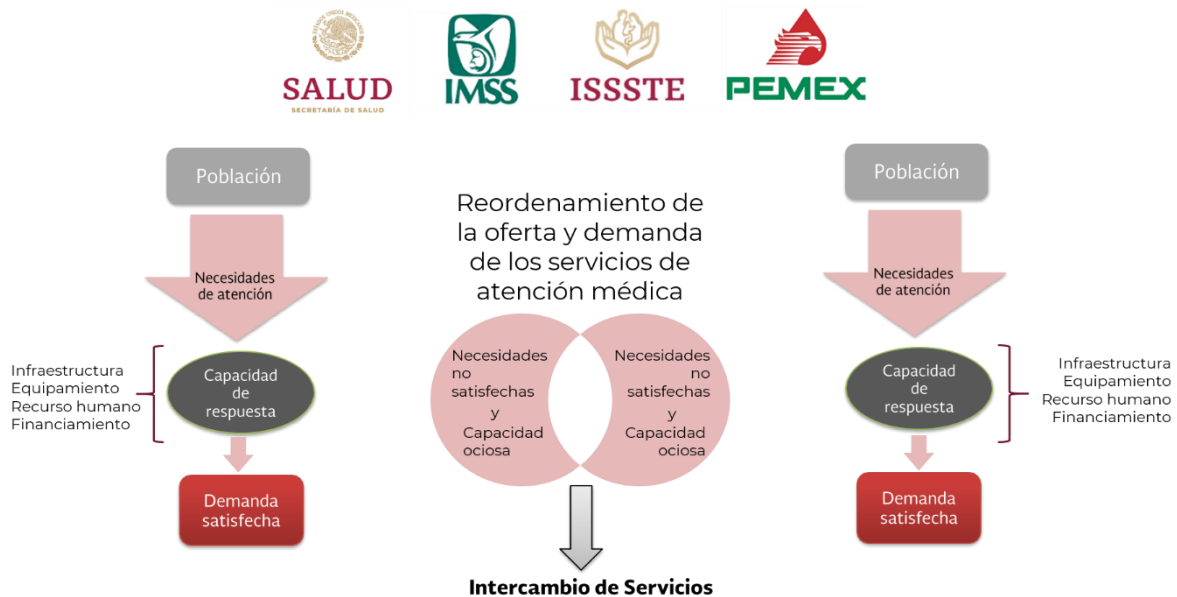 SALUD
SECRETARÍA DE SALUD
IMSS
ISSSTE
PEMEX
Población
Necesidades
de atención
Infraestructura
Equipamiento
Recurso humano
Financiamiento
Capacidad
de
respuesta
Demanda
satisfecha
Reordenamiento de
la oferta y demanda
de los servicios de
atención médica
Necesidades
no
satisfechas
y
Capacidad
ociosa
Necesidades
no
satisfechas
y
Capacidad
ociosa
Intercambio de Servicios
Población
Necesidades
de atención
Capacidad
de
respuesta
Infraestructura
Equipamiento
Recurso humano
Financiamiento
Demanda
satisfecha